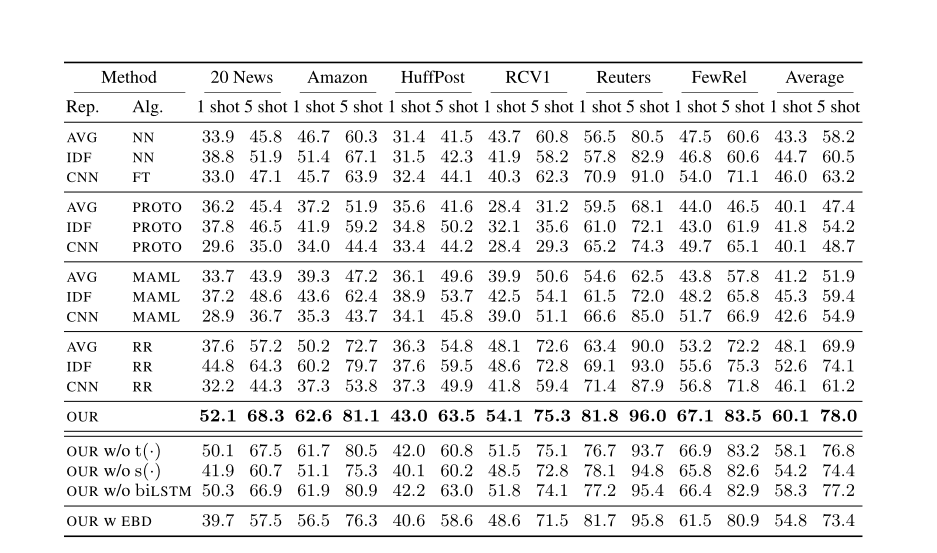 Method 20 News Amazon HuffPost RCV1 Reuters FewRel Average
Rep. Alg. 1 shot 5 shot 1 shot 5 shot 1 shot 5 shot 1 shot 5 shot 1 shot 5 shot 1 shot 5 shot 1 shot 5 shot
AVG NN 33.9 45.8 46.7 60.3 31.4 41.5 43.7 60.8 56.5 80.5 47.5 60.6 43.3 58.2
IDF NN 38.8 51.9 51.4 67.1 31.5 42.3 41.9 58.2 57.8 82.9 46.8 60.6 44.7 60.5
CNN FT 33.0 47.1 45.7 63.9 32.4 44.1 40.3 62.3 70.9 91.0 54.0 71.1 46.0 63.2
AVG PROTO 36.2 45.4 37.2 51.9 35.6 41.6 28.4 31.2 59.5 68.1 44.0 46.5 40.1 47.4
IDF PROTO 37.8 46.5 41.9 59.2 34.8 50.2 32.1 35.6 61.0 72.1 43.0 61.9 41.8 54.2
CNN PROTO 29.6 35.0 34.0 44.4 33.4 44.2 28.4 29.3 65.2 74.3 49.7 65.1 40.1 48.7
AVG MAML 33.7 43.9 39.3 47.2 36.1 49.6 39.9 50.6 54.6 62.5 43.8 57.8 41.2 51.9
IDF MAML 37.2 48.6 43.6 62.4 38.9 53.7 42.5 54.1 61.5 72.0 48.2 65.8 45.3 59.4
CNN MAML 28.9 36.7 35.3 43.7 34.1 45.8 39.0 51.1 66.6 85.0 51.7 66.9 42.6 54.9
AVG RR 37.6 57.2 50.2 72.7 36.3 54.8 48.1 72.6 63.4 90.0 53.2 72.2 48.1 69.9
IDF RR 44.8 64.3 60.2 79.7 37.6 59.5 48.6 72.8 69.1 93.0 55.6 75.3 52.6 74.1
CNN RR 32.2 44.3 37.3 53.8 37.3 49.9 41.8 59.4 71.4 87.9 56.8 71.8 46.1 61.2
OUR 52.1 68.3 62.6 81.1 43.0 63.5 54.1 75.3 81.8 96.0 67.1 83.5 60.1 78.0
OUR w/o t(·) 50.1 67.5 61.7 80.5 42.0 60.8 51.5 75.1 76.7 93.7 66.9 83.2 58.1 76.8
OUR w/o s(·) 41.9 60.7 51.1 75.3 40.1 60.2 48.5 72.8 78.1 94.8 65.8 82.6 54.2 74.4
OUR w/o biLSTM 50.3 66.9 61.9 80.9 42.2 63.0 51.8 74.1 77.2 95.4 66.4 82.9 58.3 77.2
OUR W EBD 39.7 57.5 56.5 76.3 40.6 58.6 48.6 71.5 81.7 95.8 61.5 80.9 54.8 73.4